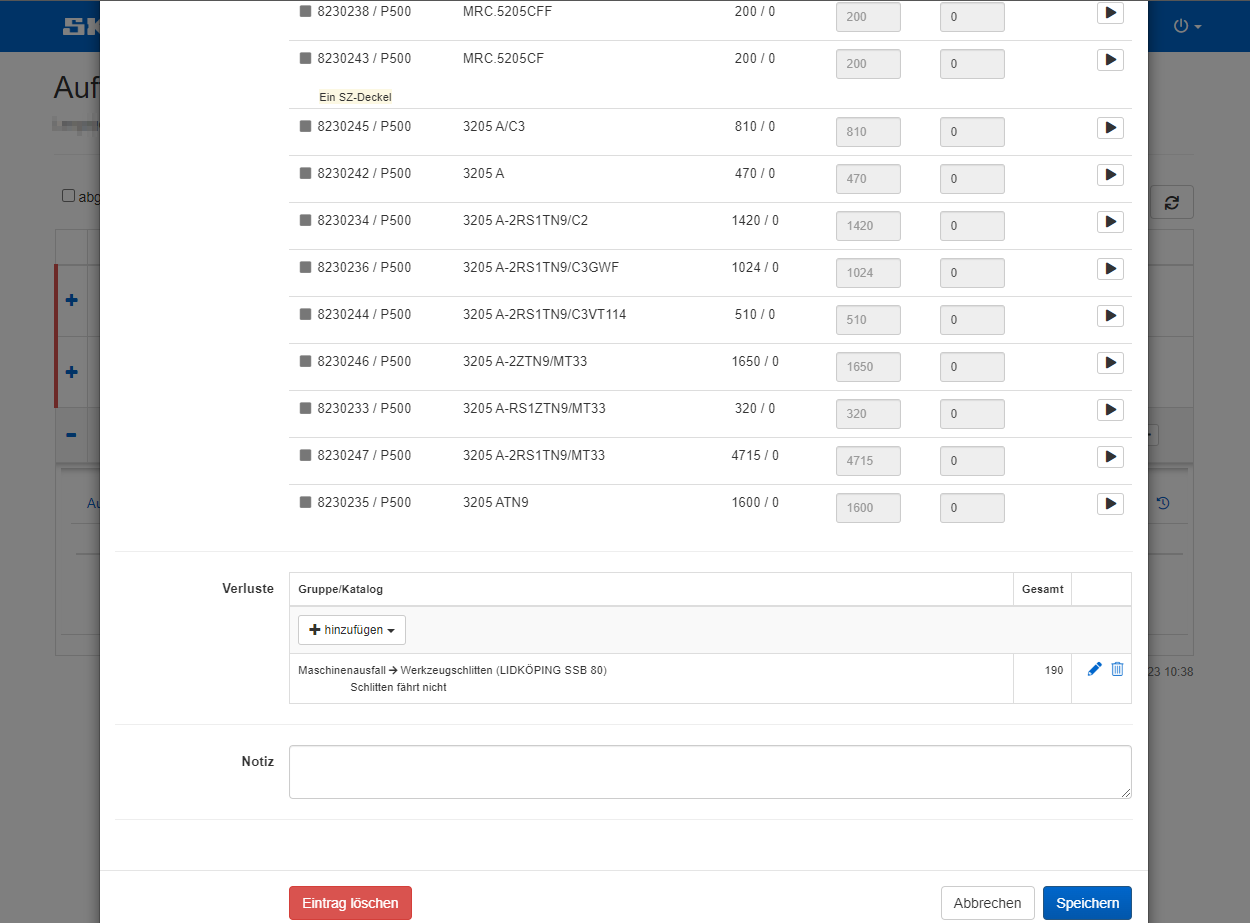 8230238 / P500 MRC.5205CFF 200 / 0 200 0
8230243 / P500 MRC.5205CF 200 / 0 200 0
Ein SZ-Deckel
8230245 / P500 3205 A/C3 810 / 0 810 0
8230242 / P500 3205 A 470 / 0 470 0
8230234 / P500 3205 A-2RS1TN9/C2 1420 / 0 1420 0
8230236 / P500 3205 A-2RS1TN9/C3GWF 1024 / 0 1024 0
8230244 / P500 3205 A-2RS1TN9/C3VT114 510 / 0 510 0
8230246 / P500 3205 A-2ZTN9/MT33 1650 / 0 1650 0
8230233 / P500 3205 A-RS1ZTN9/MT33 320 / 0 320 0
8230247 / P500 3205 A-2RS1TN9/MT33 4715 / 0 4715 0
8230235 / P500 3205 ATN9 1600 / 0 1600 0
Verluste Gruppe/Katalog Gesamt
hinzufügen
Maschinenausfall → Werkzeugschlitten (LIDKÖPING SSB 80) 190
Schlitten fährt nicht
Notiz
Eintrag löschen Abbrechen Speichern
SK
Auf
abg
Au
23 10:38